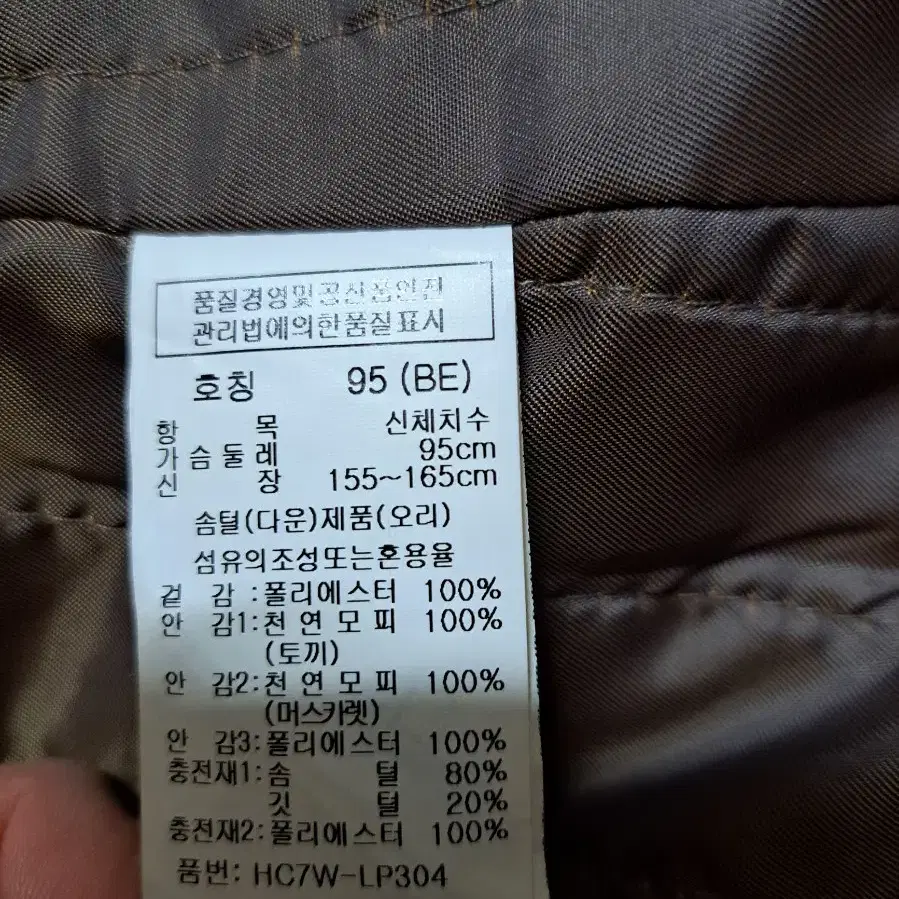 품질경영및공산품안전
관리법에의한품질표시
호칭 95 (BE)
항 목 신체치수
가슴둘레 95cm
신 장 155~165cm
솜털(다운)제품(오리)
섬유의조성또는혼용율
겉 감 :폴리에스터 100%
안 감1:천연모피 100%
(토끼)
안 감2:천연모피 100%
(머스카렛)
안 감3:폴리에스터 100%
충전재1:솜 털 80%
깃 털 20%
충전재2:폴리에스터 100%
품번: HC7W-LP304